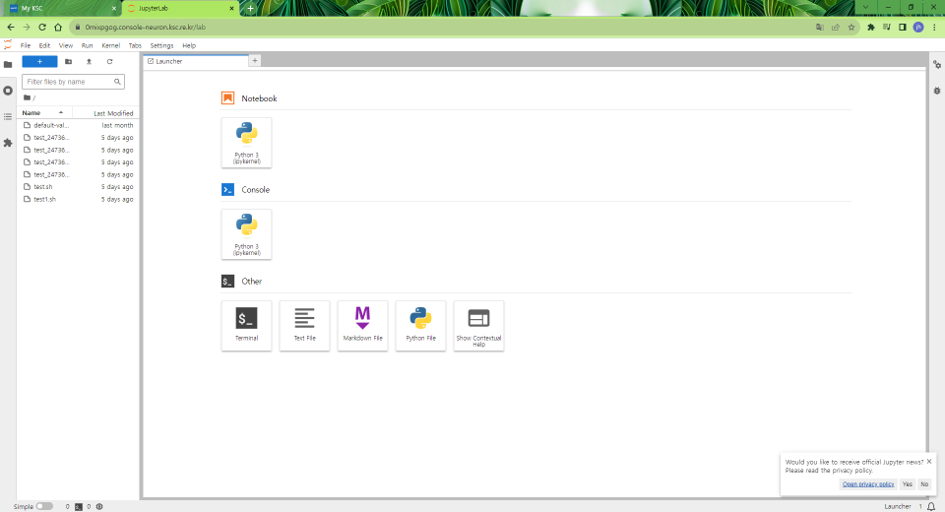 My KSC
JupyterLab
0mixpgqg.console-neuron.ksc.re.kr/lab
File Edit View Run Kernel Tabs Settings Help
Filter files by name
/
Name Last Modified
default-val... last month
test_24736... 5 days ago
test_24736... 5 days ago
test_24736... 5 days ago
test_24736... 5 days ago
test.sh 5 days ago
test1.sh 5 days ago
Launcher
Notebook
Python 3
(ipykernel)
Console
Python 3
(ipykernel)
$_ Other
$_
Terminal
Text File
M
Markdown File
Python File
Show Contextual
Help
Would you like to receive official Jupyter news?
Please read the privacy policy.
Open privacy policy Yes No
Simple 0 0
Launcher 1